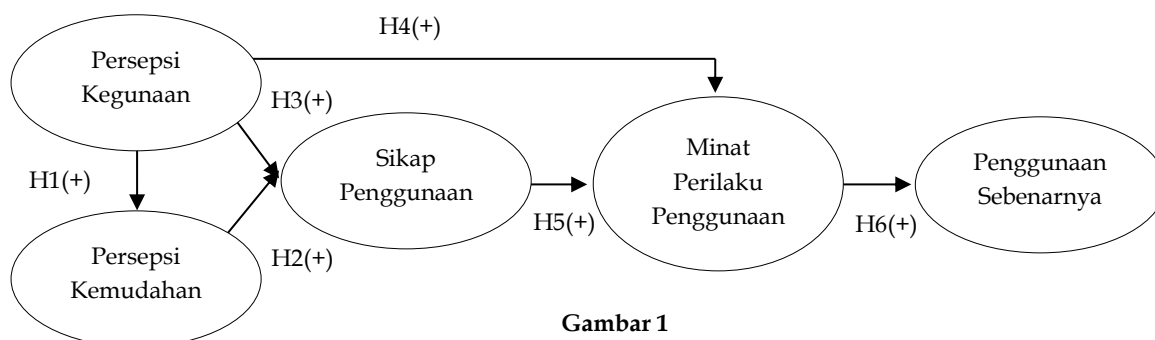 H4(+)
Persepsi
Kegunaan
H3(+)
Sikap
Penggunaan
Minat
Perilaku
Penggunaan
Penggunaan
Sebenarnya
H1(+)
H5(+)
H6(+)
Persepsi
Kemudahan
H2(+)
Gambar 1